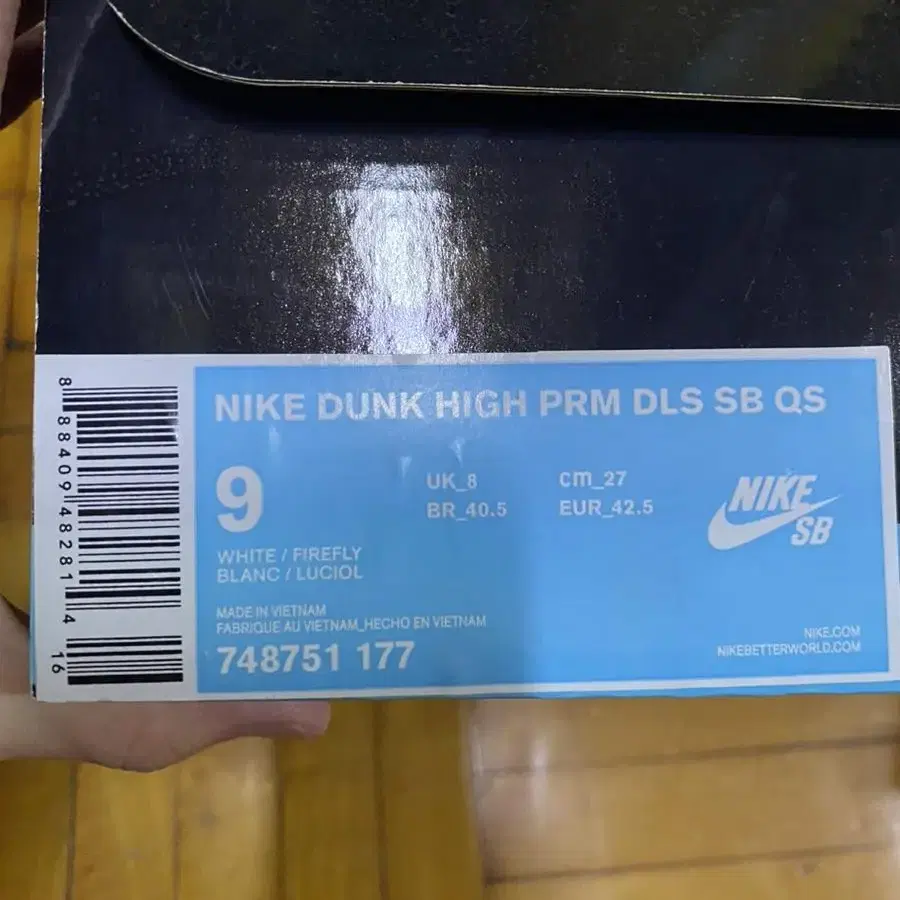 NIKE DUNK HIGH PRM DLS SB QS
9
UK_8
cm_27
BR_40.5
EUR_42.5
NIKE
SB
WHITE / FIREFLY
BLANC / LUCIOL
MADE IN VIETNAM
FABRIQUE AU VIETNAM_HECHO EN VIETNAM
748751 177
NIKE.COM
NIKEBETTERWORLD.COM
8 88409 48281 4
16